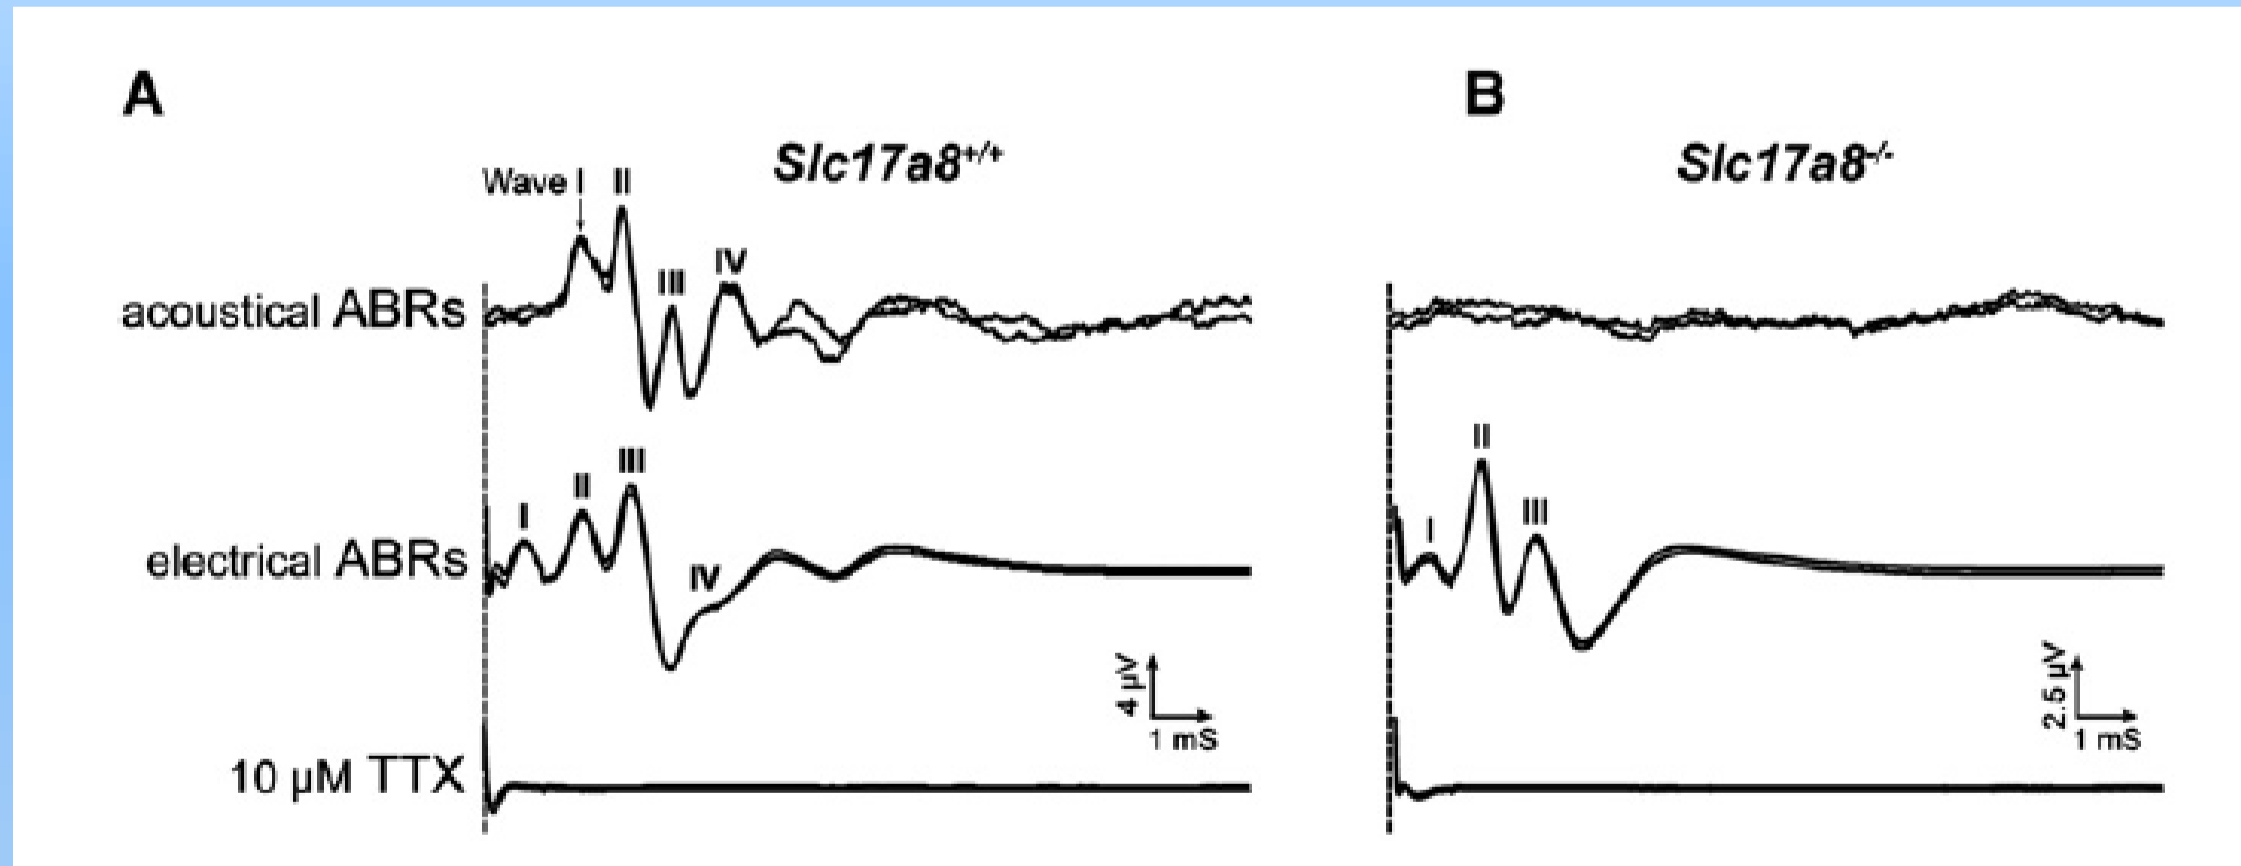 A
B
Slc17a8+/+
Slc17a8-/-
Wave I II
III
IV
acoustical ABRs
I
II
III
IV
electrical ABRs
I
II
III
4 µV
1 mS
2.5 µV
1 mS
10 µM TTX